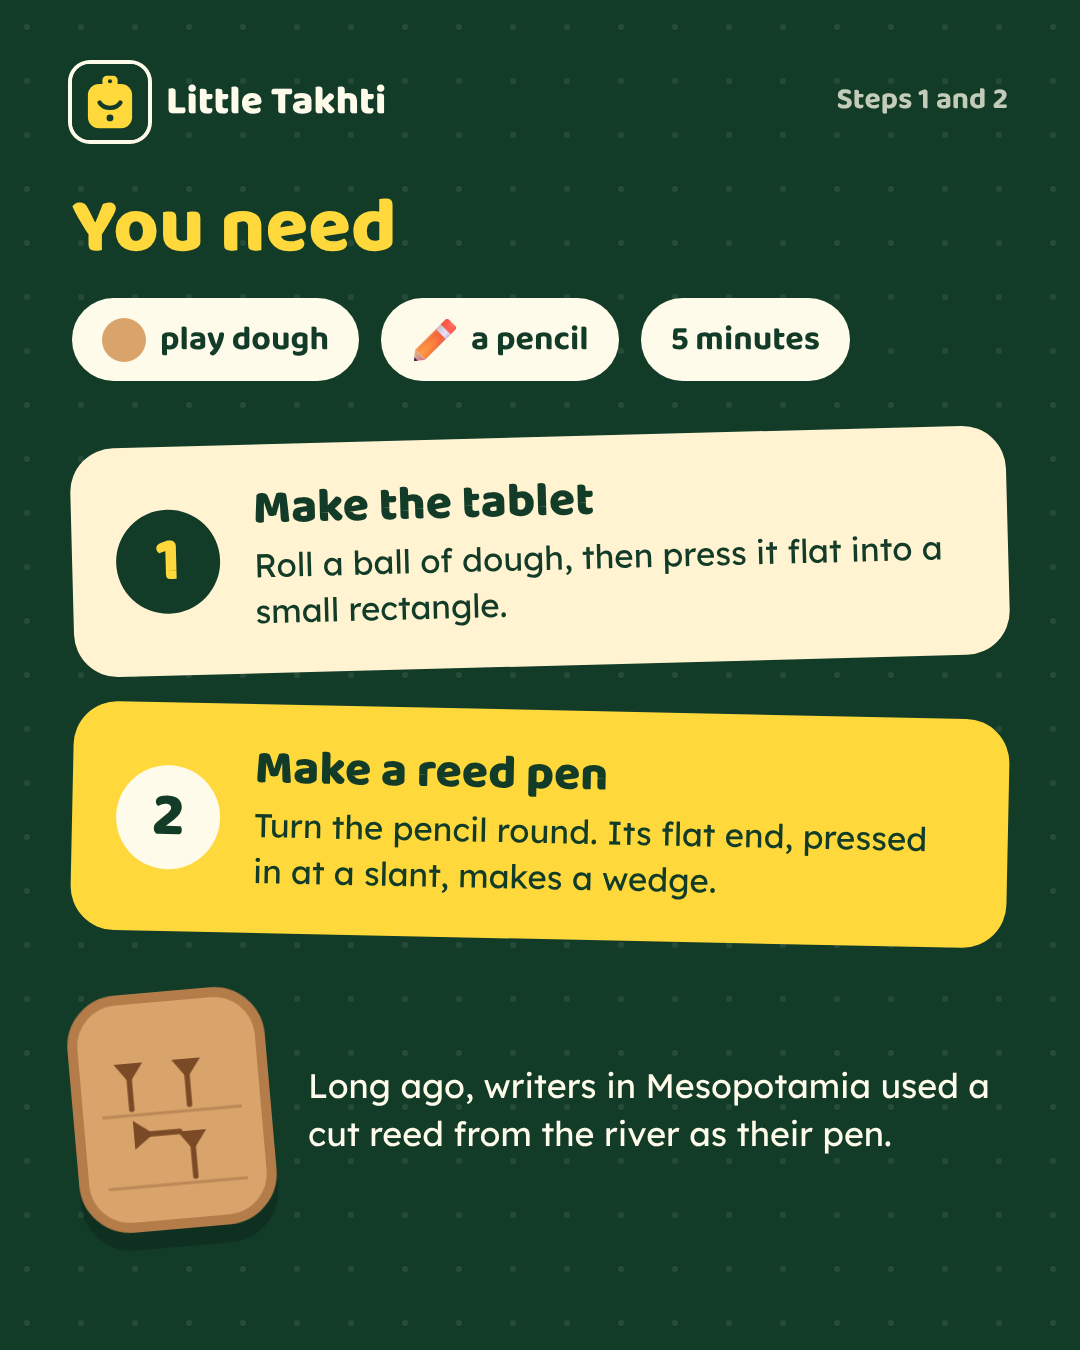 Little Takhti
Steps 1 and 2
You need
play dough
a pencil
5 minutes
1
Make the tablet
Roll a ball of dough, then press it flat into a
small rectangle.
2
Make a reed pen
Turn the pencil round. Its flat end, pressed
in at a slant, makes a wedge.
Long ago, writers in Mesopotamia used a
cut reed from the river as their pen.